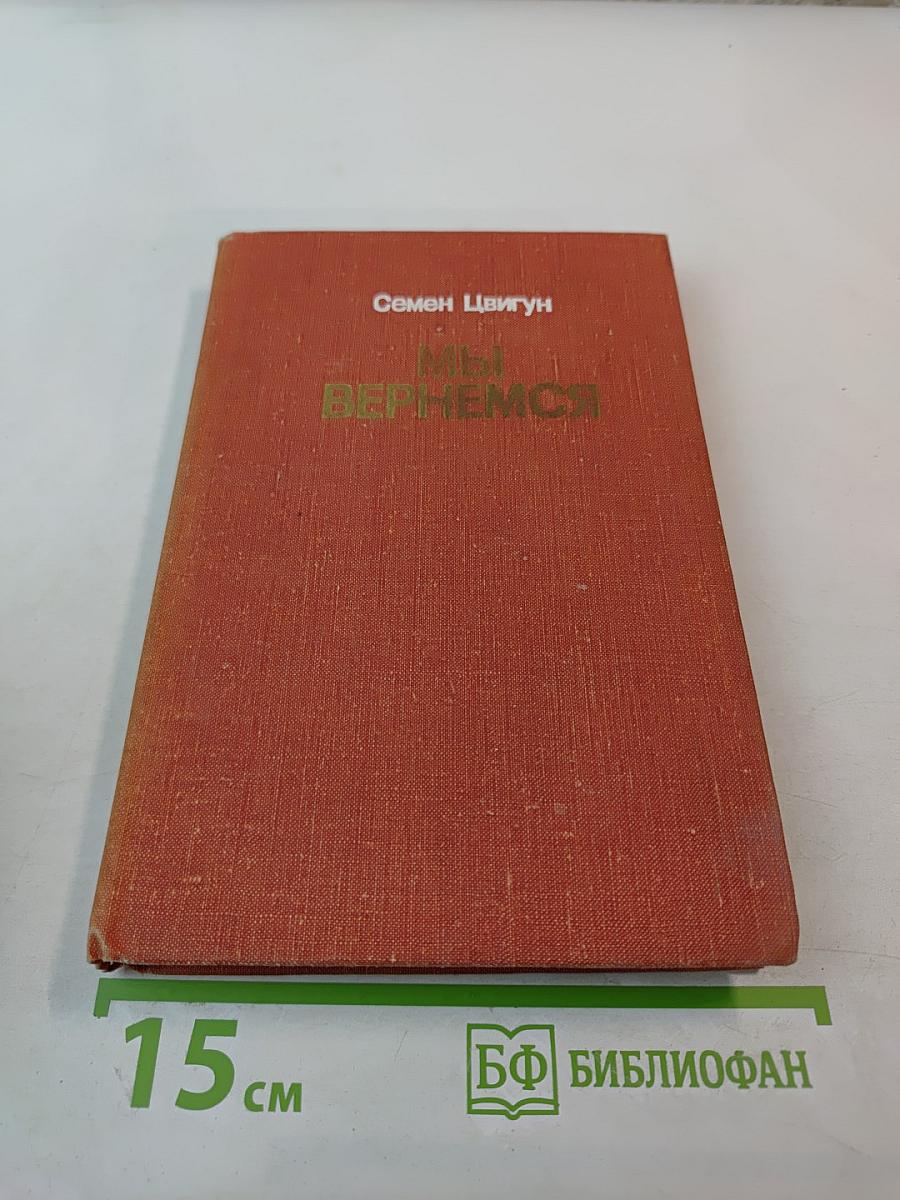 Семен Цвигун
МЫ
ВЕРНЕМСЯ
15 см
БФ БИБЛИОФАН